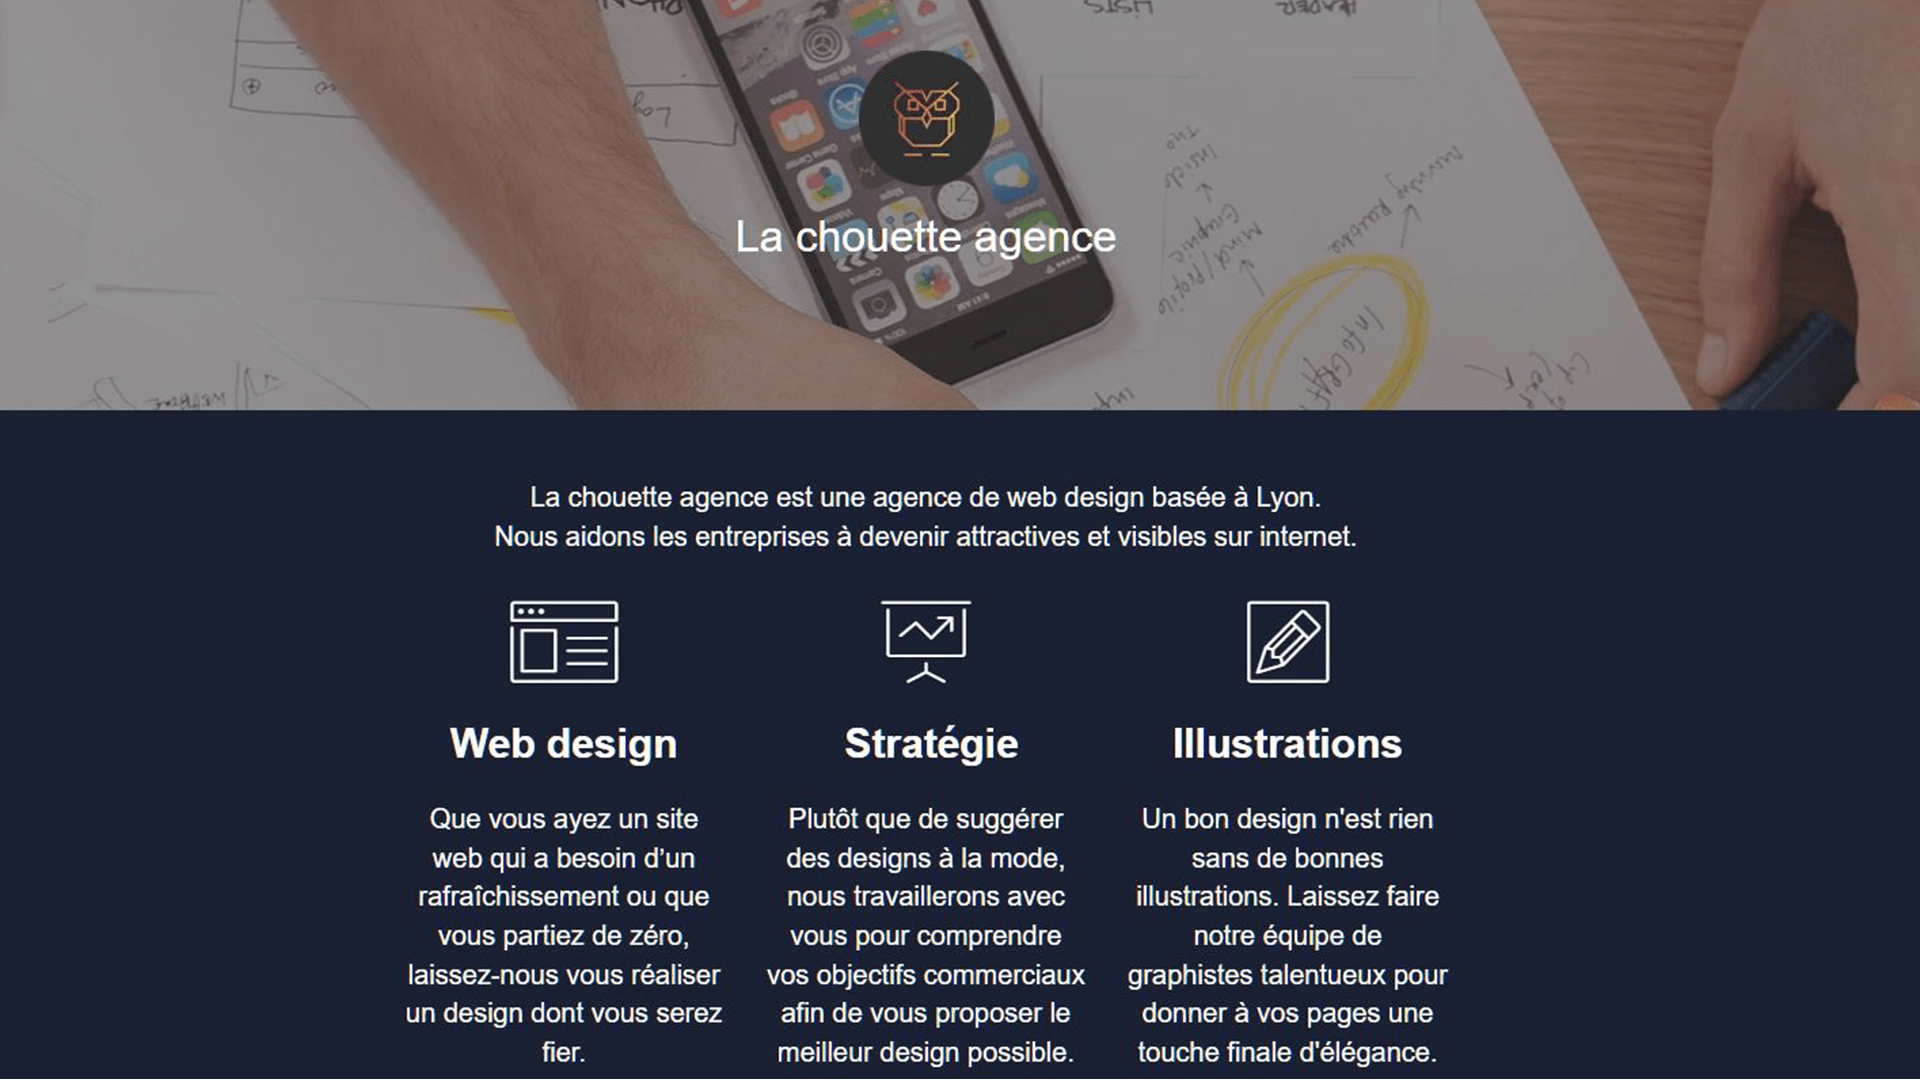 LISTS
HEADER
La chouette agence
La chouette agence est une agence de web design basée à Lyon.
Nous aidons les entreprises à devenir attractives et visibles sur internet.
Web design
Que vous ayez un site
web qui a besoin d’un
rafraîchissement ou que
vous partiez de zéro,
laissez-nous vous réaliser
un design dont vous serez
fier.
Stratégie
Plutôt que de suggérer
des designs à la mode,
nous travaillerons avec
vous pour comprendre
vos objectifs commerciaux
afin de vous proposer le
meilleur design possible.
Illustrations
Un bon design n'est rien
sans de bonnes
illustrations. Laissez faire
notre équipe de
graphistes talentueux pour
donner à vos pages une
touche finale d'élégance.